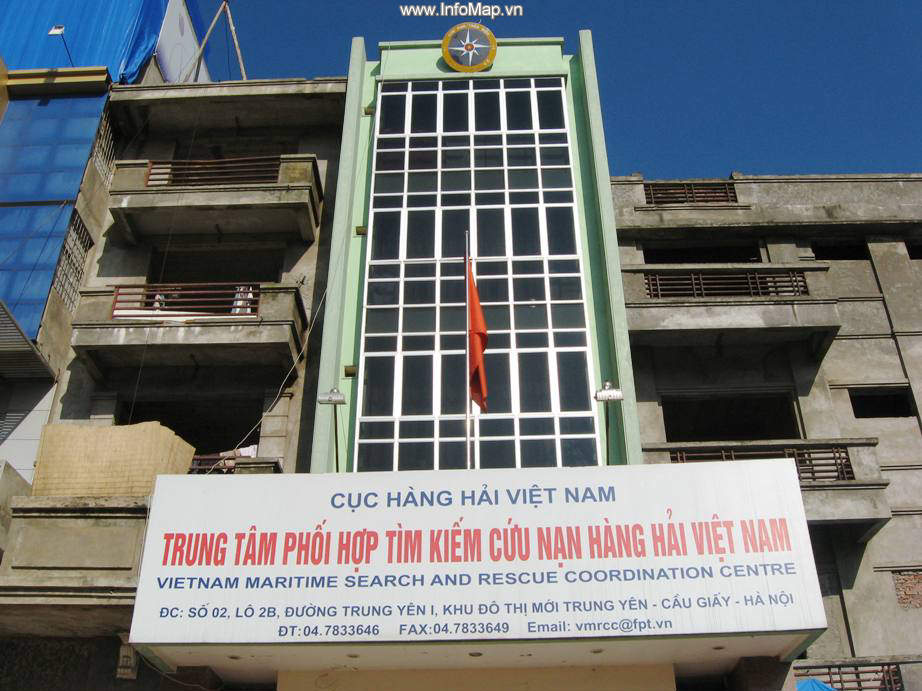 www.InfoMap.vn
CỤC HÀNG HẢI VIỆT NAM
TRUNG TÂM PHỐI HỢP TÌM KIẾM CỨU NẠN HÀNG HẢI VIỆT NAM
VIETNAM MARITIME SEARCH AND RESCUE COORDINATION CENTRE
ĐC: SỐ 02, LÔ 2B, ĐƯỜNG TRUNG YÊN I, KHU ĐÔ THỊ MỚI TRUNG YÊN - CẦU GIẤY - HÀ NỘI
ĐT:04.7833646 FAX:04.7833649 Email: vmrcc@fpt.vn